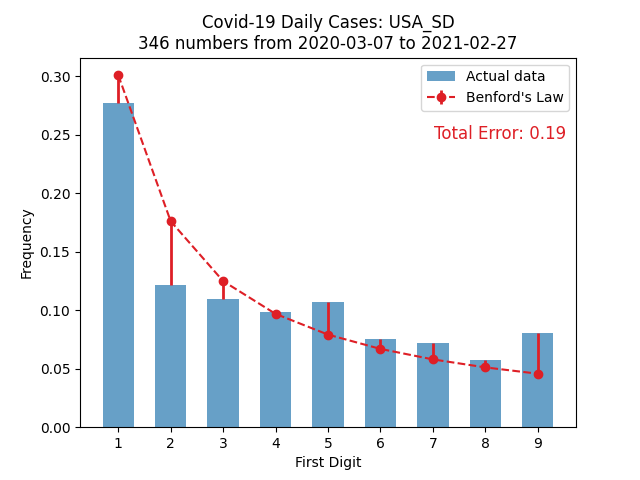 Covid-19 Daily Cases: USA_SD
346 numbers from 2020-03-07 to 2021-02-27
Actual data
Benford's Law
Total Error: 0.19
Frequency
0.30
0.25
0.20
0.15
0.10
0.05
0.00
1 2 3 4 5 6 7 8 9
First Digit